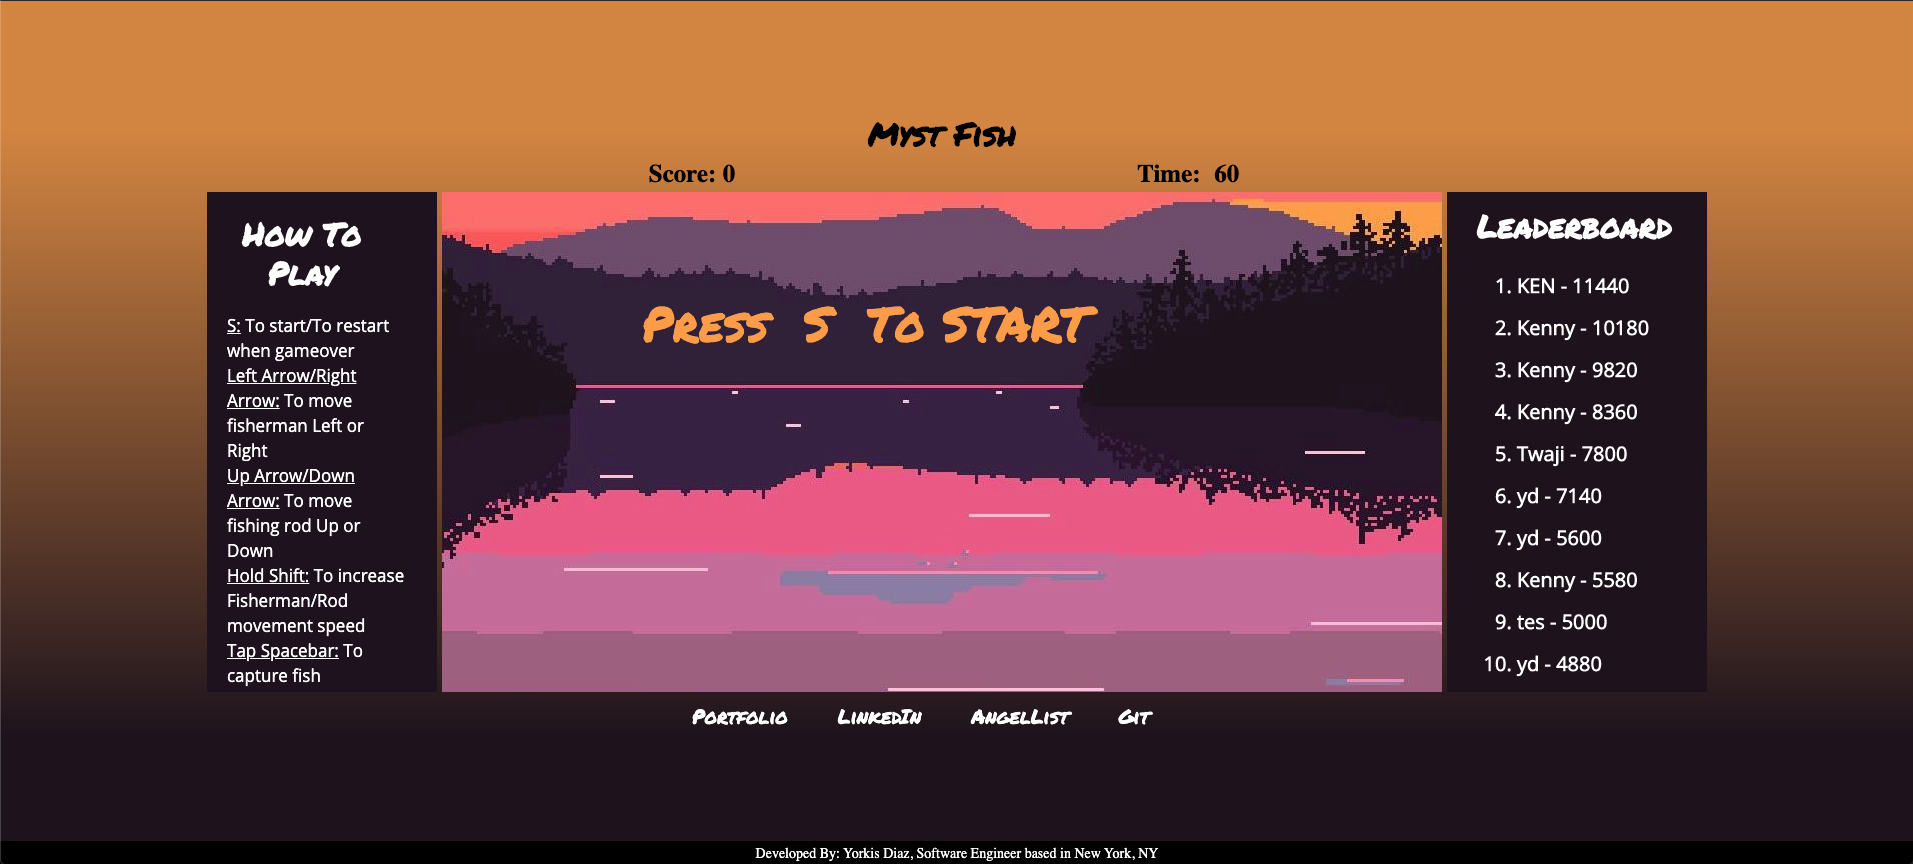 Myst Fish
Score: 0
Time: 60
How To
Play
S: To start/To restart
when gameover
Left Arrow/Right
Arrow: To move
fisherman Left or
Right
Up Arrow/Down
Arrow: To move
fishing rod Up or
Down
Hold Shift: To increase
Fisherman/Rod
movement speed
Tap Spacebar: To
capture fish
Press S To START
Leaderboard
1. KEN - 11440
2. Kenny - 10180
3. Kenny - 9820
4. Kenny - 8360
5. Twaji - 7800
6. yd - 7140
7. yd - 5600
8. Kenny - 5580
9. tes - 5000
10. yd - 4880
Portfolio
LinkedIn
AngelList
Git
Developed By: Yorkis Diaz, Software Engineer based in New York, NY